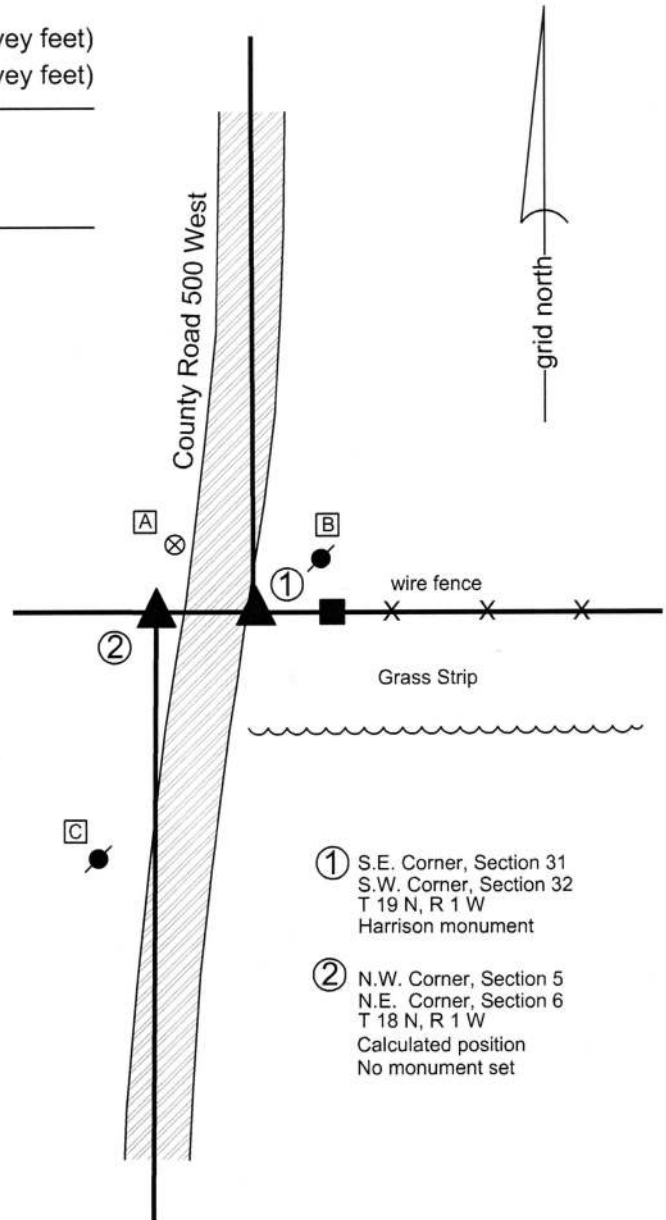 vey feet)
vey feet)
County Road 500 West
grid north
A
B
1
wire fence
X X X
2
Grass Strip
C
1 S.E. Corner, Section 31
S.W. Corner, Section 32
T 19 N, R 1 W
Harrison monument
2 N.W. Corner, Section 5
N.E. Corner, Section 6
T 18 N, R 1 W
Calculated position
No monument set